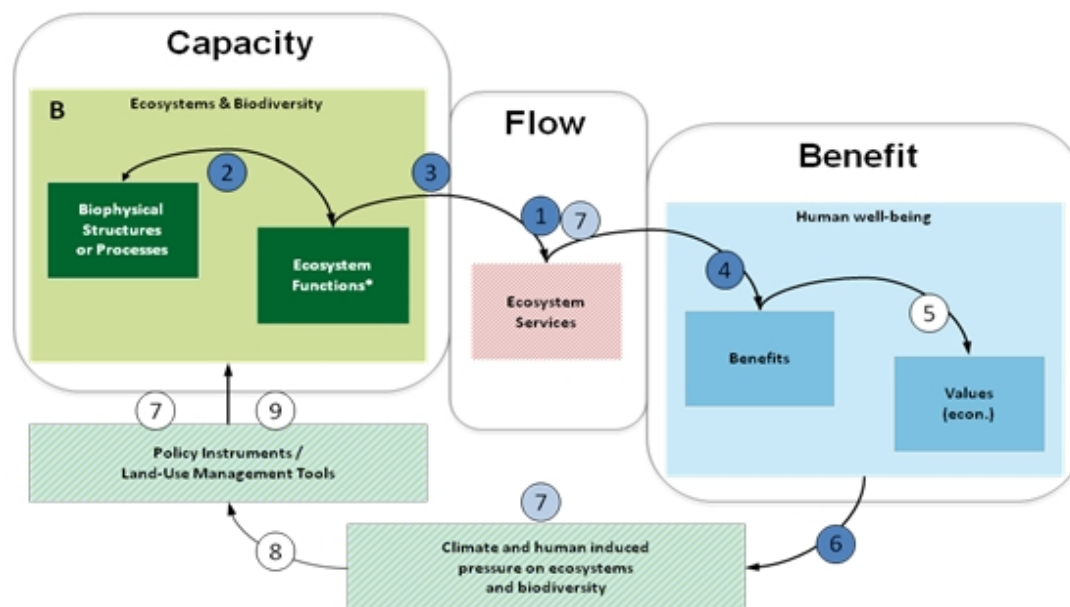 Capacity
B
Ecosystems & Biodiversity
2
3
Biophysical
Structures
or Processes
Ecosystem
Functions*
Flow
1
7
Ecosystem
Services
Benefit
Human well-being
4
5
Benefits
Values
(econ.)
7
9
Policy Instruments /
Land-Use Management Tools
8
7
Climate and human induced
pressure on ecosystems
and biodiversity
6